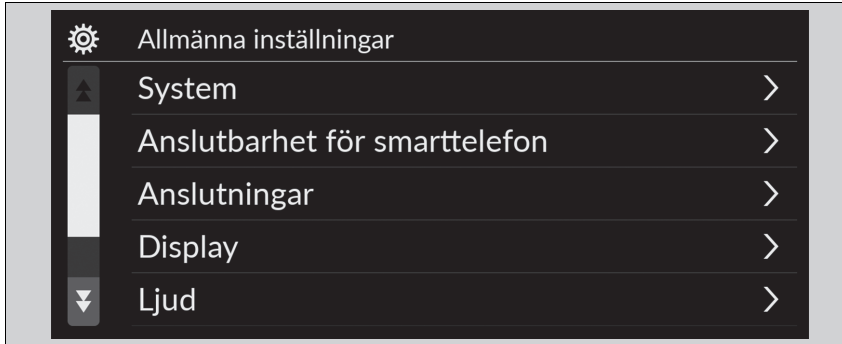 Allmänna inställningar
System
Anslutbarhet för smarttelefon
Anslutningar
Display
Ljud